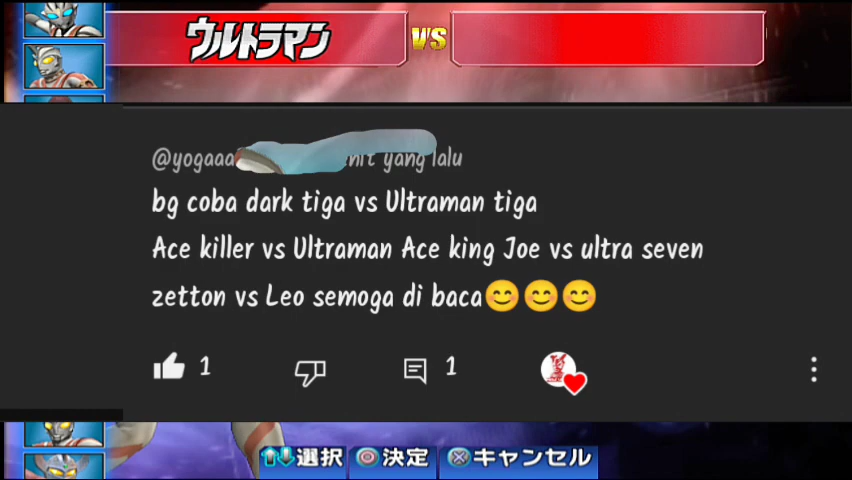 ウルトラマン VS
@yogaaa yang lalu
bg coba dark tiga vs Ultraman tiga
Ace killer vs Ultraman Ace king Joe vs ultra seven
zetton vs Leo semoga di baca😊😊😊
1 1
選択 決定 キャンセル